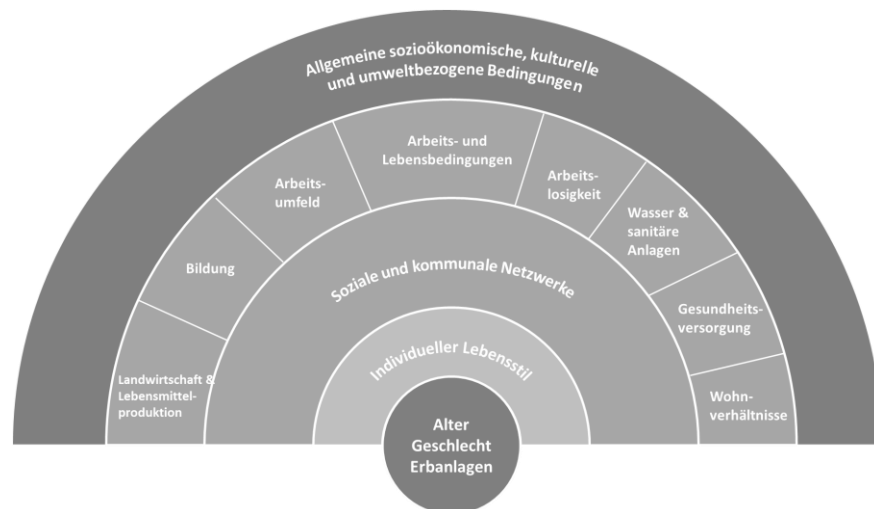 Allgemeine sozioökonomische, kulturelle
und umweltbezogene Bedingungen
Arbeits- und
Lebensbedingungen
Arbeits-
umfeld
Arbeits-
losigkeit
Bildung
Wasser &
sanitäre
Anlagen
Landwirtschaft &
Lebensmittel-
produktion
Gesundheits-
versorgung
Wohn-
verhältnisse
Soziale und kommunale Netzwerke
Individueller Lebensstil
Alter
Geschlecht
Erbanlagen